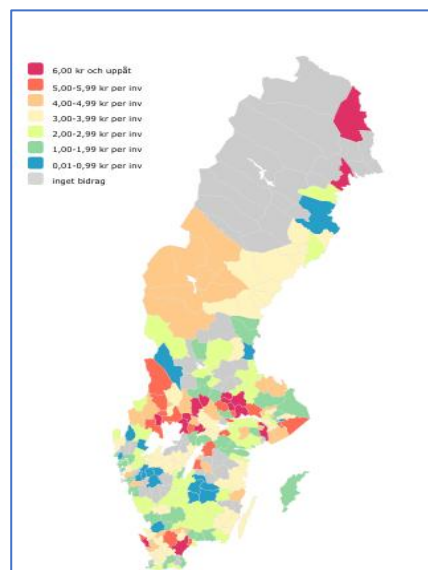 6,00 kr och uppåt
5,00-5,99 kr per inv
4,00-4,99 kr per inv
3,00-3,99 kr per inv
2,00-2,99 kr per inv
1,00-1,99 kr per inv
0,01-0,99 kr per inv
inget bidrag